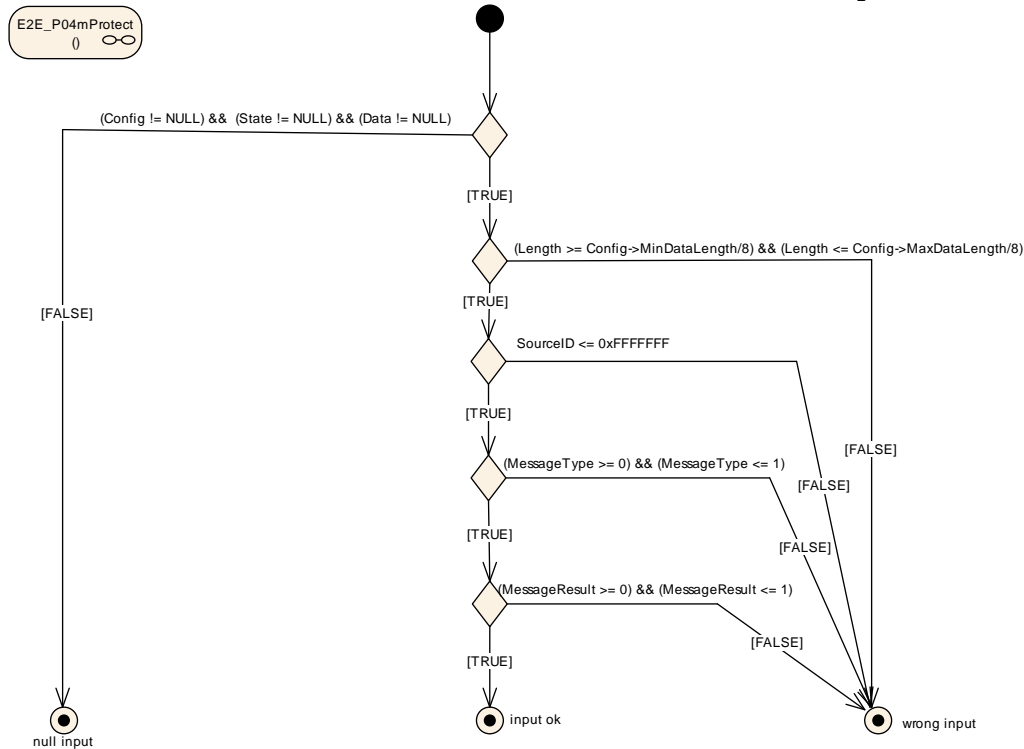 E2E_P04mProtect
()
(Config != NULL) && (State != NULL) && (Data != NULL)
[TRUE]
(Length >= Config->MinDataLength/8) && (Length <= Config->MaxDataLength/8)
[TRUE]
[FALSE]
SourceID <= 0xFFFFFFF
[TRUE]
[FALSE]
(MessageType >= 0) && (MessageType <= 1)
[FALSE]
[TRUE]
[FALSE]
(MessageResult >= 0) && (MessageResult <= 1)
[FALSE]
[TRUE]
input ok
wrong input
null input